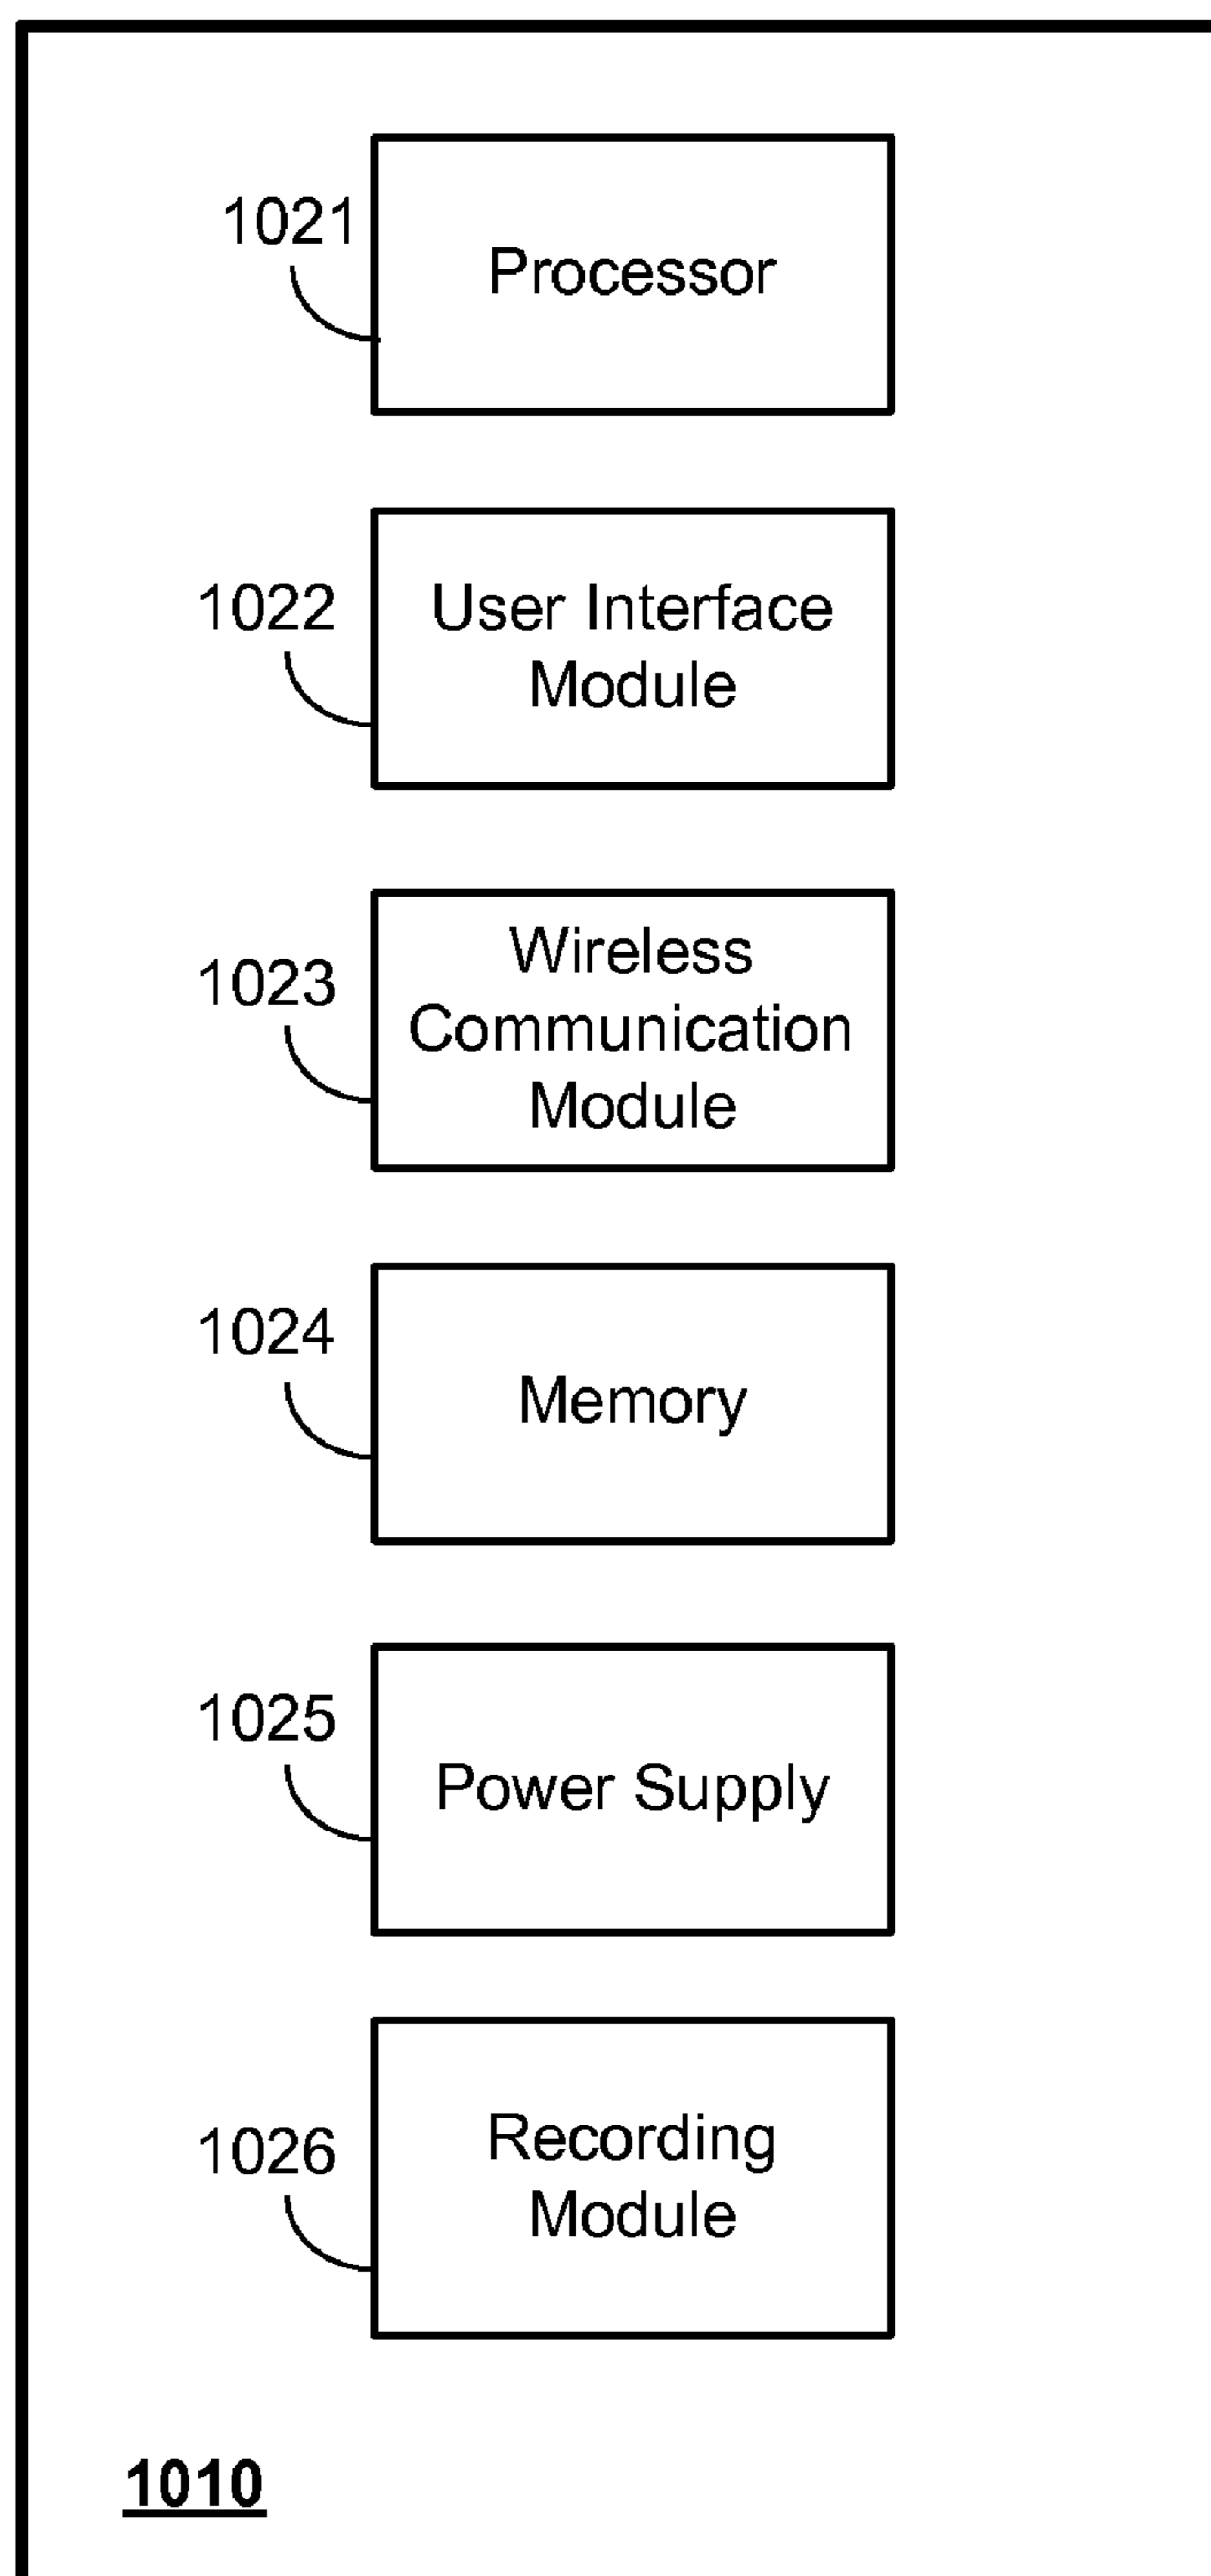 1021
Processor
1022
User Interface
Module
1023
Wireless
Communication
Module
1024
Memory
1025
Power Supply
1026
Recording
Module
1010